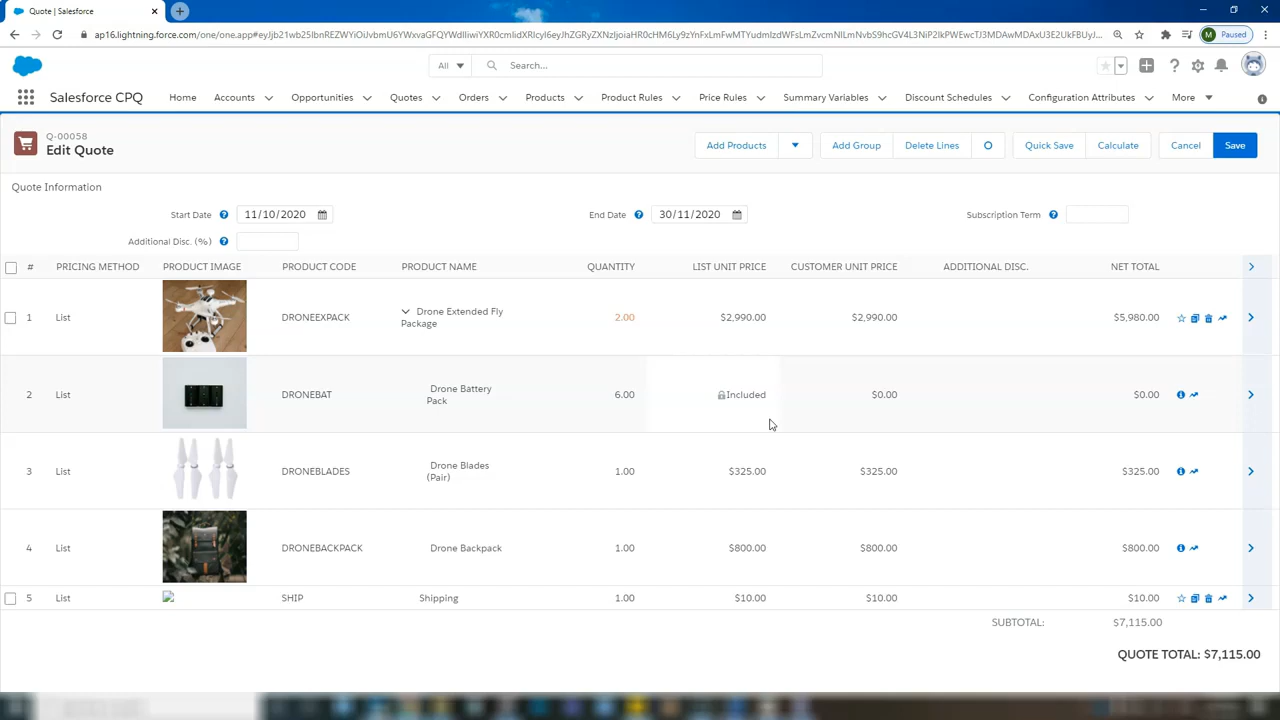 Quote | Salesforce
Paused
All
Search...
Salesforce CPQ
Home
Accounts
Opportunities
Quotes
Orders
Products
Product Rules
Price Rules
Summary Variables
Discount Schedules
Configuration Attributes
More
Q-00058
Edit Quote
Add Products
Add Group
Delete Lines
Quick Save
Calculate
Cancel
Save
Quote Information
Start Date 11/10/2020
End Date 30/11/2020
Subscription Term
Additional Disc. (%)
# PRICING METHOD PRODUCT IMAGE PRODUCT CODE PRODUCT NAME QUANTITY LIST UNIT PRICE CUSTOMER UNIT PRICE ADDITIONAL DISC. NET TOTAL
1 List DRONEEXPACK Drone Extended Fly
Package 2.00 $2,990.00 $2,990.00 $5,980.00
2 List DRONEBAT Drone Battery
Pack 6.00 Included $0.00 $0.00
3 List DRONEBLADES Drone Blades
(Pair) 1.00 $325.00 $325.00 $325.00
4 List DRONEBACKPACK Drone Backpack 1.00 $800.00 $800.00 $800.00
5 List SHIP Shipping 1.00 $10.00 $10.00 $10.00
SUBTOTAL: $7,115.00
QUOTE TOTAL: $7,115.00